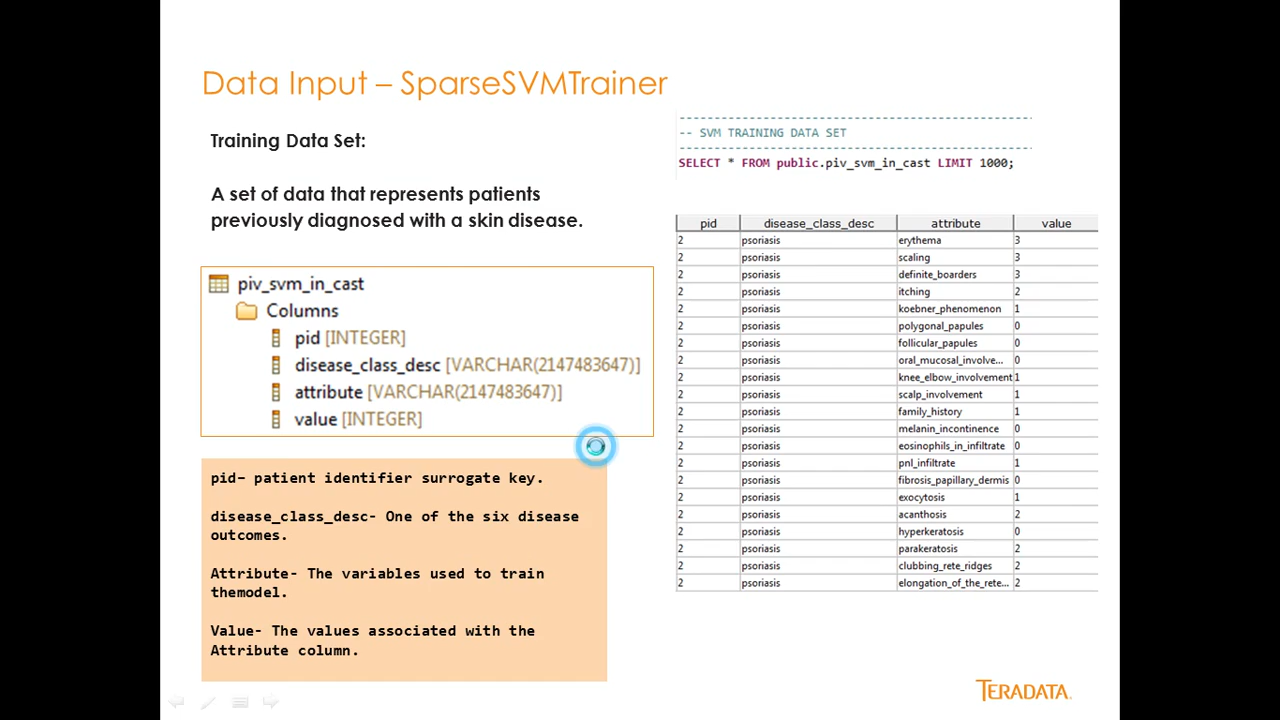 Data Input – SparseSVMTrainer
Training Data Set:
A set of data that represents patients
previously diagnosed with a skin disease.
piv_svm_in_cast
Columns
pid [INTEGER]
disease_class_desc [VARCHAR(2147483647)]
attribute [VARCHAR(2147483647)]
value [INTEGER]
pid- patient identifier surrogate key.
disease_class_desc- One of the six disease
outcomes.
Attribute- The variables used to train
themodel.
Value- The values associated with the
Attribute column.
-- SVM TRAINING DATA SET
SELECT * FROM public.piv_svm_in_cast LIMIT 1000;
pid disease_class_desc attribute value
2 psoriasis erythema 3
2 psoriasis scaling 3
2 psoriasis definite_boarders 3
2 psoriasis itching 2
2 psoriasis koebner_phenomenon 1
2 psoriasis polygonal_papules 0
2 psoriasis follicular_papules 0
2 psoriasis oral_mucosal_involve... 0
2 psoriasis knee_elbow_involvement 1
2 psoriasis scalp_involvement 1
2 psoriasis family_history 1
2 psoriasis melanin_incontinence 0
2 psoriasis eosinophils_in_infiltrate 0
2 psoriasis pnl_infiltrate 1
2 psoriasis fibrosis_papillary_dermis 0
2 psoriasis exocytosis 1
2 psoriasis acanthosis 2
2 psoriasis hyperkeratosis 0
2 psoriasis parakeratosis 2
2 psoriasis clubbing_rete_ridges 2
2 psoriasis elongation_of_the_rete... 2
TERADATA.